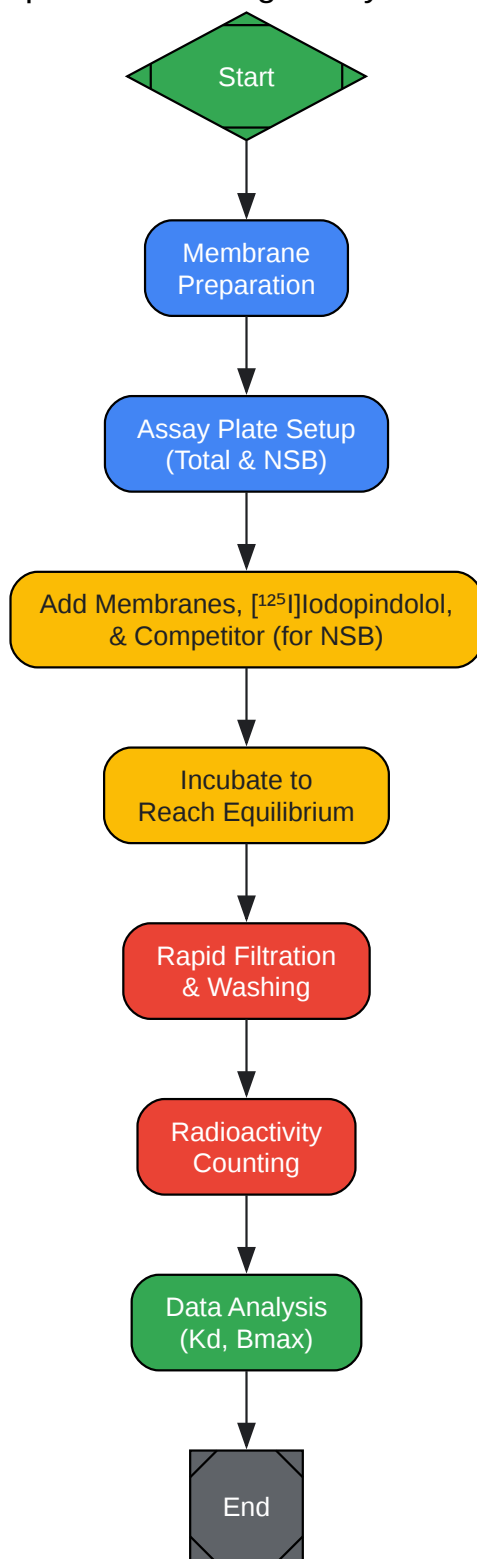 Start
Membrane
Preparation
Assay Plate Setup
(Total & NSB)
Add Membranes, [¹²⁵I]Iodopindolol,
& Competitor (for NSB)
Incubate to
Reach Equilibrium
Rapid Filtration
& Washing
Radioactivity
Counting
Data Analysis
(Kd, Bmax)
End